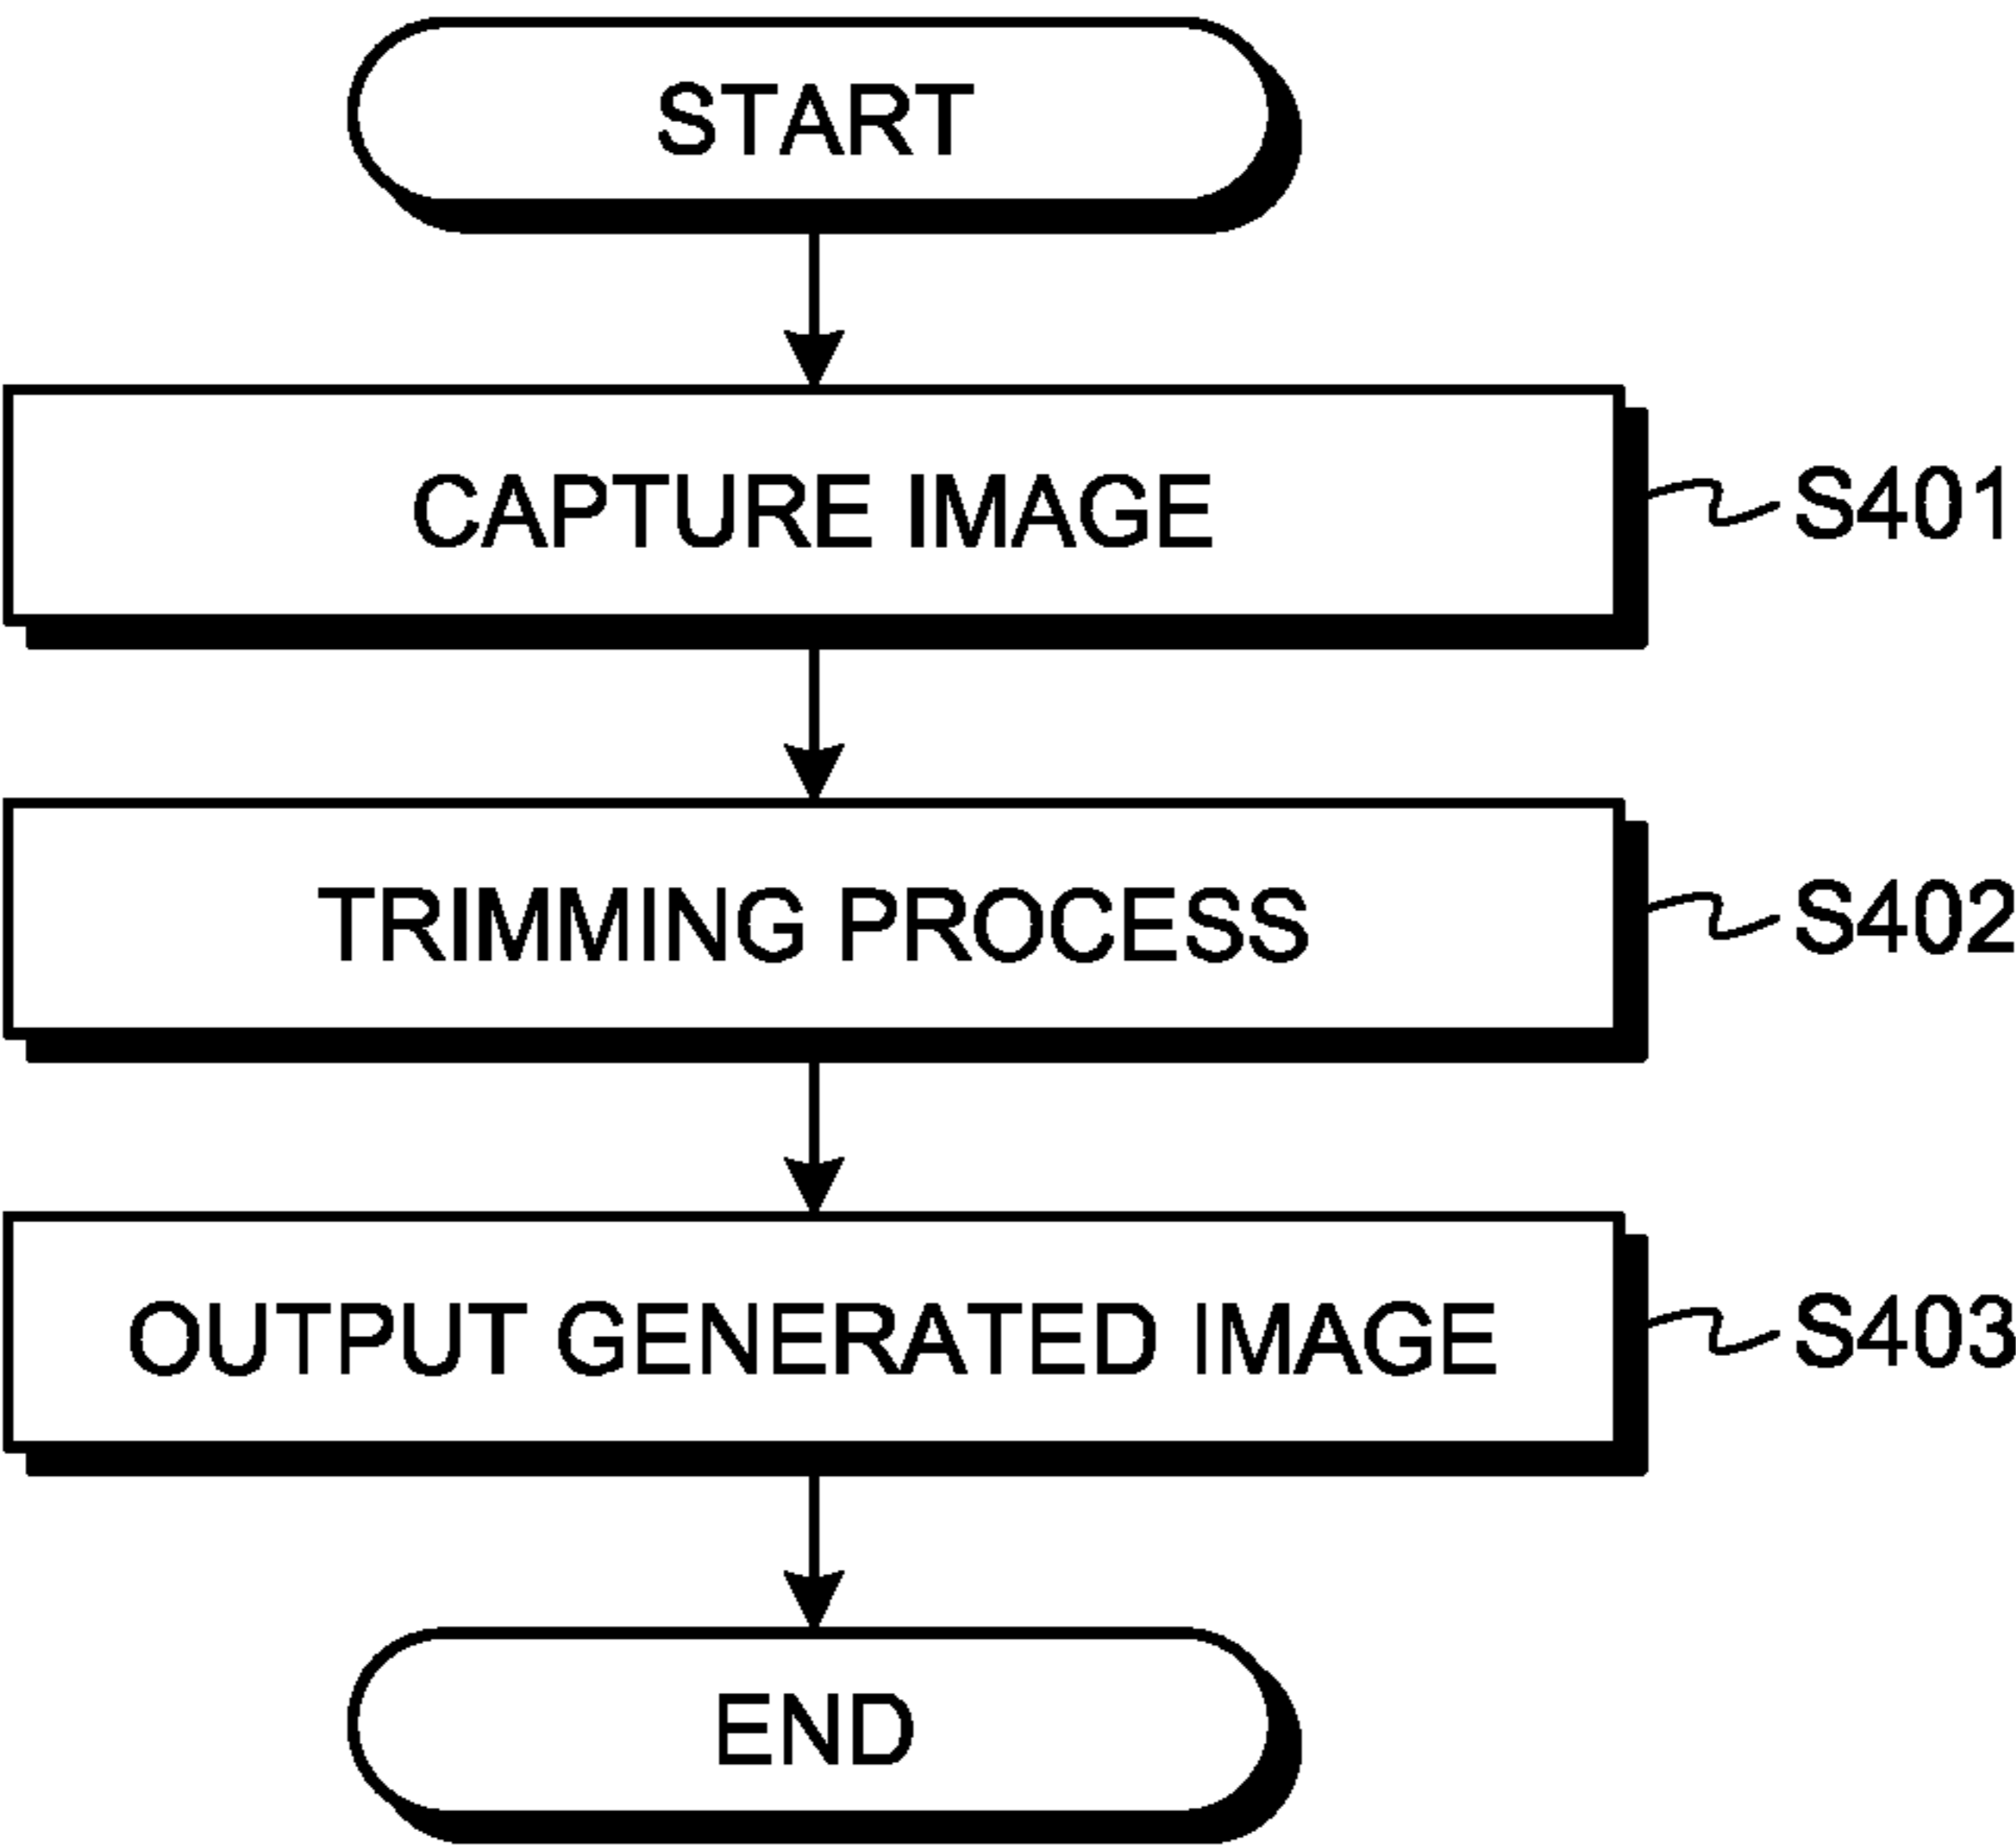 START
CAPTURE IMAGE
S401
TRIMMING PROCESS
S402
OUTPUT GENERATED IMAGE
S403
END